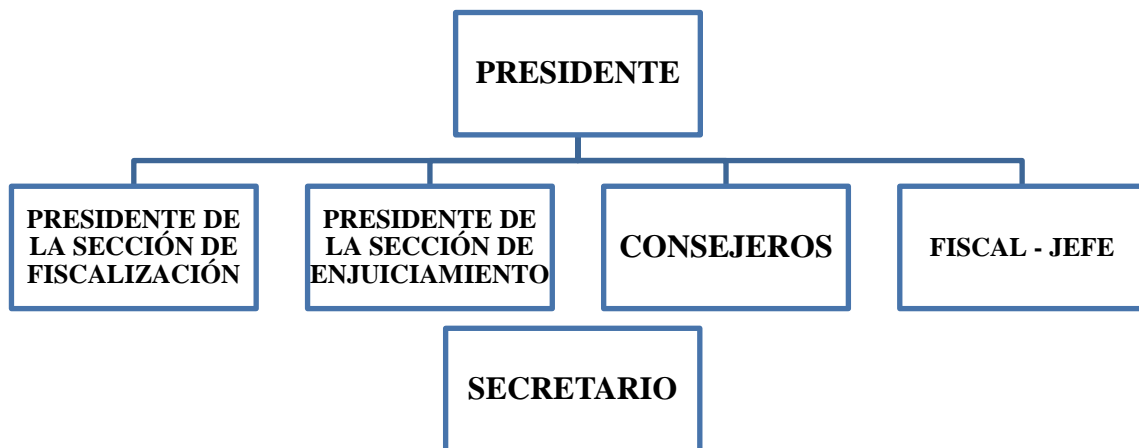 PRESIDENTE
PRESIDENTE DE
LA SECCIÓN DE
FISCALIZACIÓN
PRESIDENTE DE
LA SECCIÓN DE
ENJUICIAMIENTO
CONSEJEROS
FISCAL - JEFE
SECRETARIO